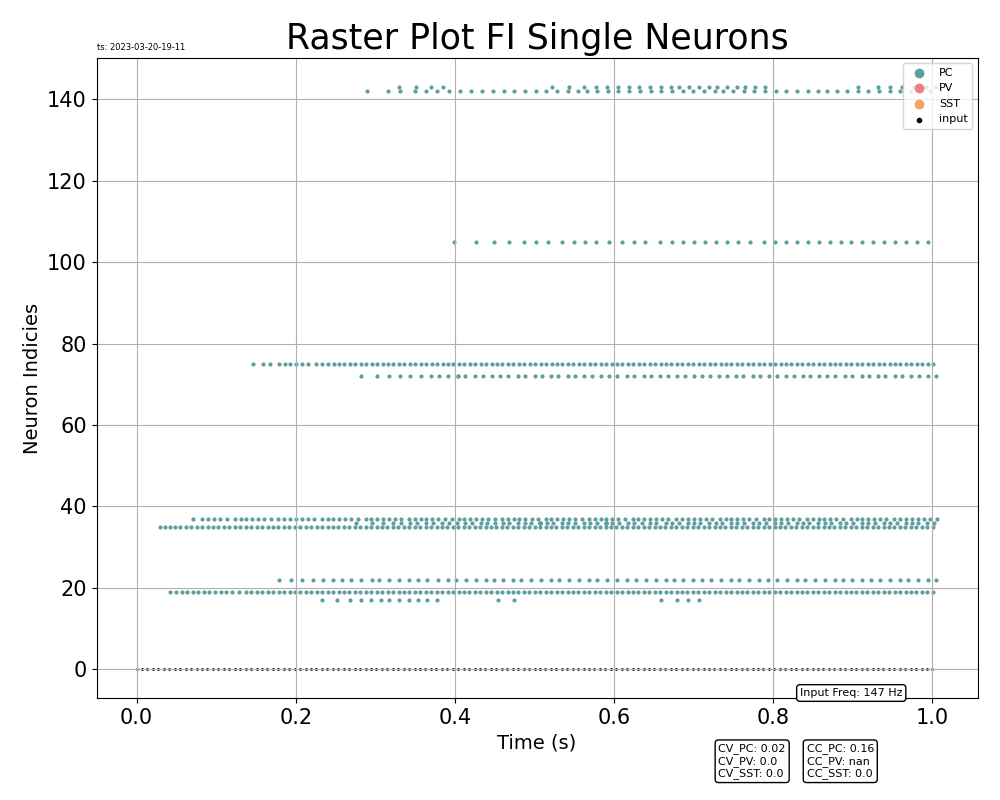 Raster Plot FI Single Neurons
ts: 2023-03-20-19-11
PC
PV
SST
input
140
120
100
80
60
40
20
0
Neuron Indicies
Input Freq: 147 Hz
0.0 0.2 0.4 0.6 0.8 1.0
Time (s)
CV_PC: 0.02
CV_PV: 0.0
CV_SST: 0.0
CC_PC: 0.16
CC_PV: nan
CC_SST: 0.0